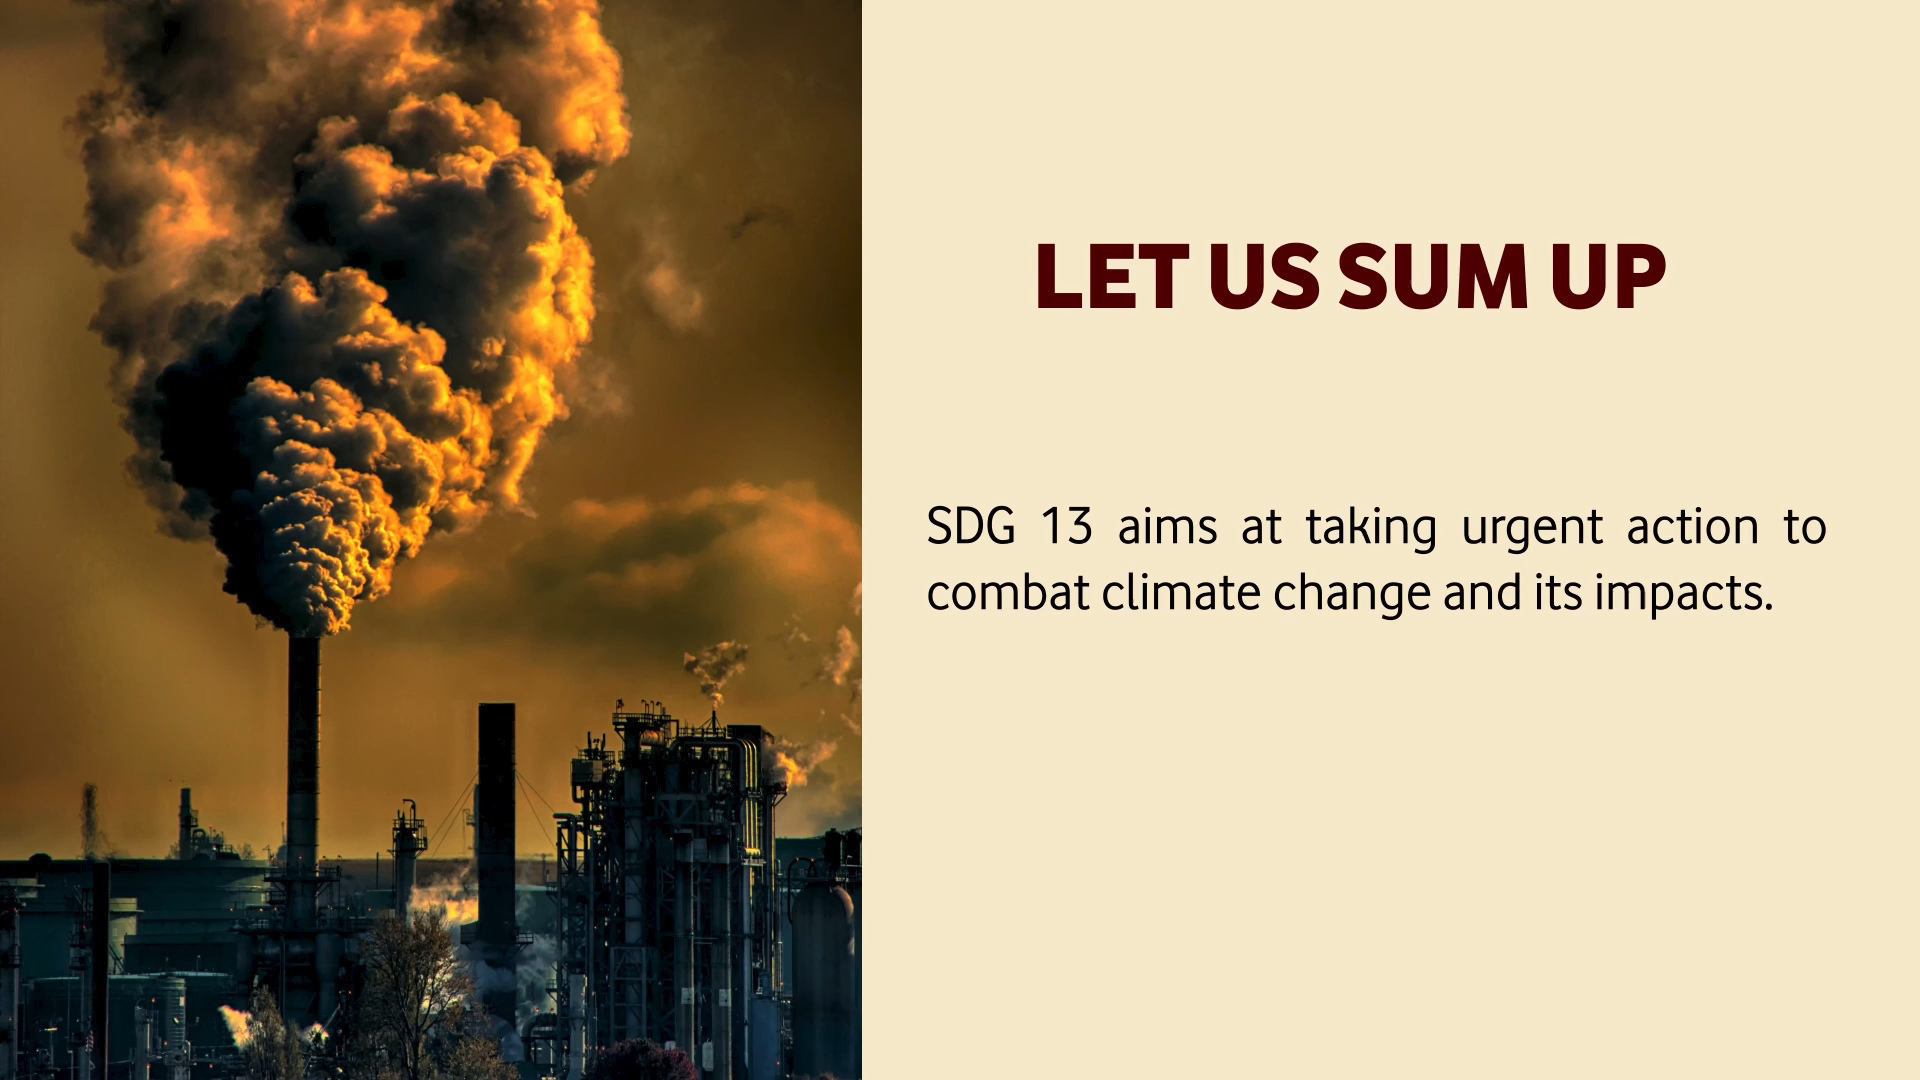 LET US SUM UP
SDG 13 aims at taking urgent action to
combat climate change and its impacts.